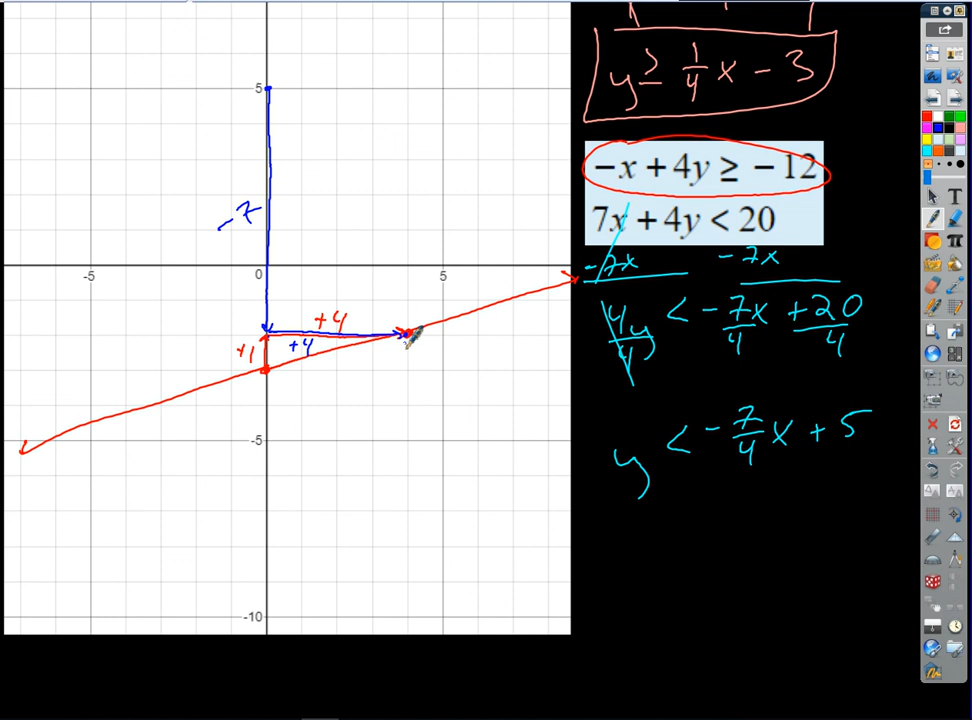 y ≥ 1/4 x - 3
-x + 4y ≥ -12
7x + 4y < 20
-7x -7x
4y/4 < -7x/4 + 20/4
y < -7/4 x + 5
5
-7
-5 0 5
+4
+1 +4
-5
-10
T
π